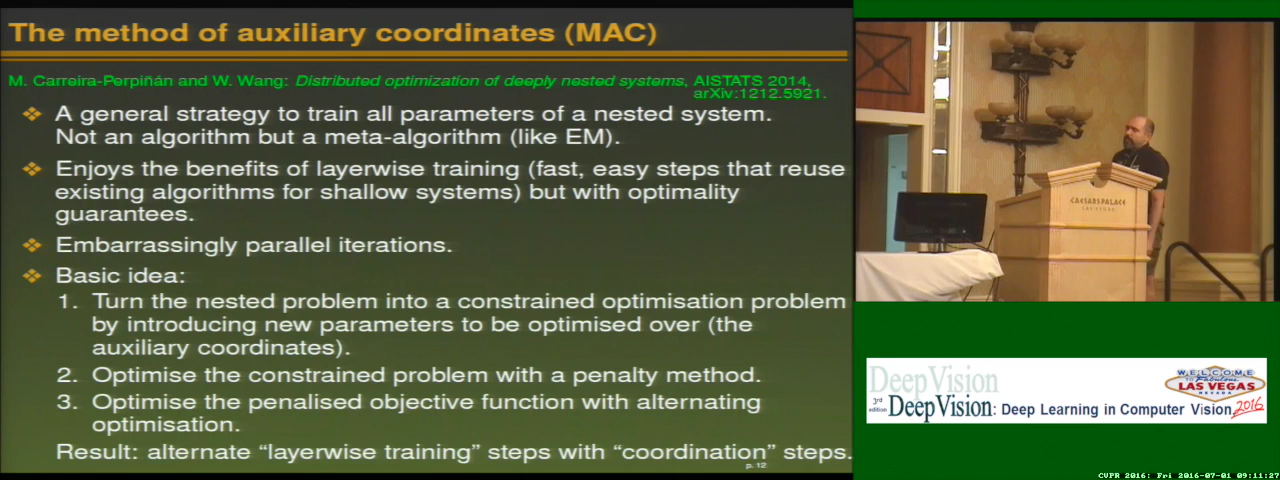 The method of auxiliary coordinates (MAC)
M. Carreira-Perpiñán and W. Wang: Distributed optimization of deeply nested systems, AISTATS 2014,
arXiv:1212.5921.
❖ A general strategy to train all parameters of a nested system.
Not an algorithm but a meta-algorithm (like EM).
❖ Enjoys the benefits of layerwise training (fast, easy steps that reuse
existing algorithms for shallow systems) but with optimality
guarantees.
❖ Embarrassingly parallel iterations.
❖ Basic idea:
1. Turn the nested problem into a constrained optimisation problem
by introducing new parameters to be optimised over (the
auxiliary coordinates).
2. Optimise the constrained problem with a penalty method.
3. Optimise the penalised objective function with alternating
optimisation.
Result: alternate “layerwise training” steps with “coordination” steps.
p. 12
CAESARS PALACE
LAS VEGAS
DeepVision
3rd
edition
DeepVision: Deep Learning in Computer Vision 2016
WELCOME
TO Fabulous
LAS VEGAS
NEVADA
CVPR 2016: Fri 2016-07-01 09:11:27